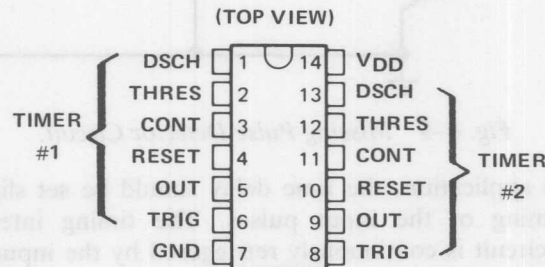 (TOP VIEW)
DSCH 1 14 VDD
THRES 2 13 DSCH
CONT 3 12 THRES
RESET 4 11 CONT
OUT 5 10 RESET
TRIG 6 9 OUT
GND 7 8 TRIG
TIMER
#1
TIMER
#2